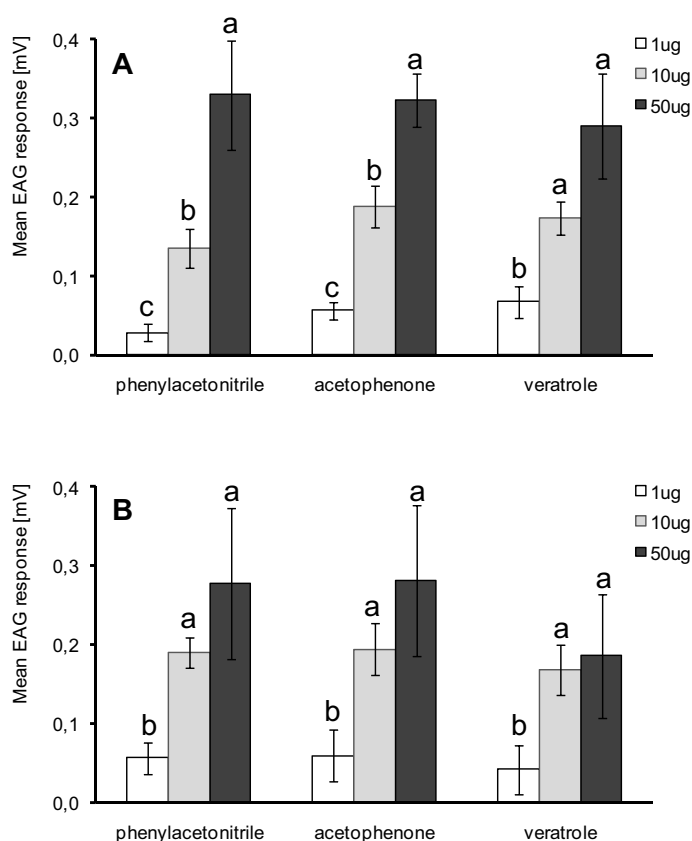 a
a
a
0,4
A
1ug
10ug
50ug
0,3
b
a
b
0,2
b
0,1
c
c
0,0
Mean EAG response [mV]
phenylacetonitrile acetophenone veratrole
a
a
0,4
B
1ug
10ug
50ug
0,3
a
a
a
a
0,2
b
b
b
0,1
0,0
Mean EAG response [mV]
phenylacetonitrile acetophenone veratrole